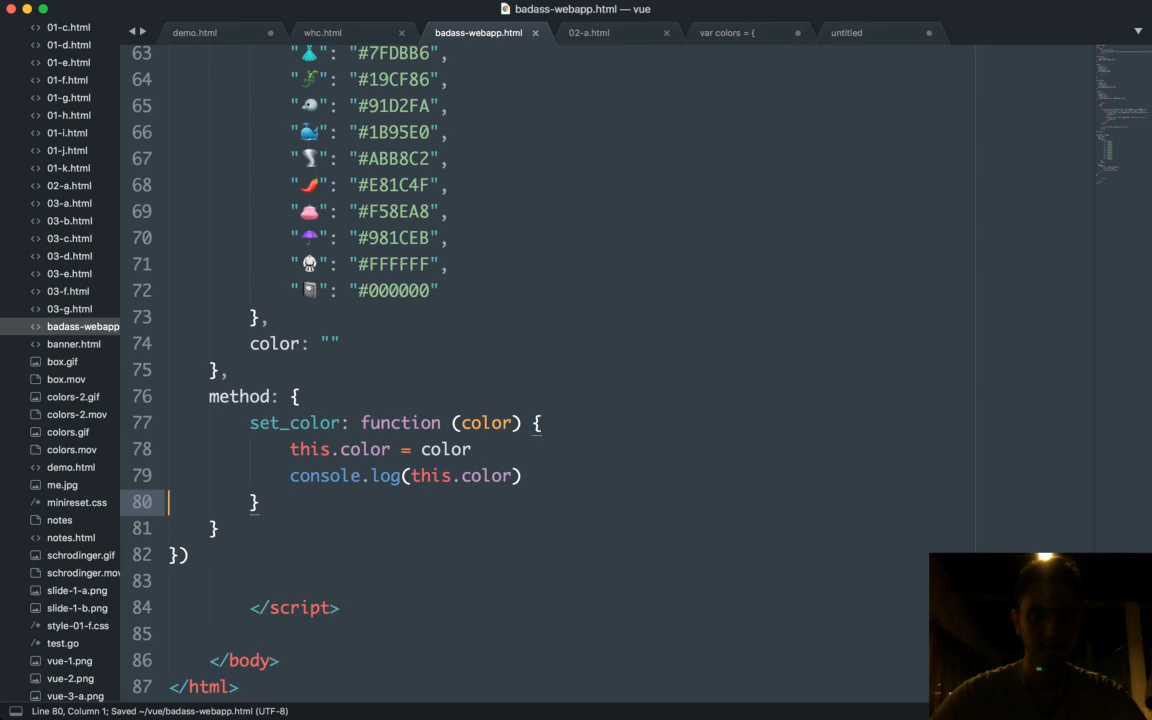 badass-webapp.html — vue
demo.html
whc.html
badass-webapp.html
02-a.html
var colors = {
untitled
01-c.html
01-d.html
01-e.html
01-f.html
01-g.html
01-h.html
01-i.html
01-j.html
01-k.html
02-a.html
03-a.html
03-b.html
03-c.html
03-d.html
03-e.html
03-f.html
03-g.html
badass-webapp
banner.html
box.gif
box.mov
colors-2.gif
colors-2.mov
colors.gif
colors.mov
demo.html
me.jpg
minireset.css
notes
notes.html
schrodinger.gif
schrodinger.mov
slide-1-a.png
slide-1-b.png
style-01-f.css
test.go
vue-1.png
vue-2.png
vue-3-a.png
63 "👗": "#7FDBB6",
64 "🦎": "#19CF86",
65 "🐦": "#91D2FA",
66 "🐳": "#1B95E0",
67 "🌪": "#ABB8C2",
68 "🌶": "#E81C4F",
69 "👛": "#F58EA8",
70 "☂": "#981CEB",
71 "🥋": "#FFFFFF",
72 "📓": "#000000"
73 },
74 color: ""
75 },
76 method: {
77 set_color: function (color) {
78 this.color = color
79 console.log(this.color)
80 }
81 }
82 })
83
84 </script>
85
86 </body>
87 </html>
Line 80, Column 1; Saved ~/vue/badass-webapp.html (UTF-8)